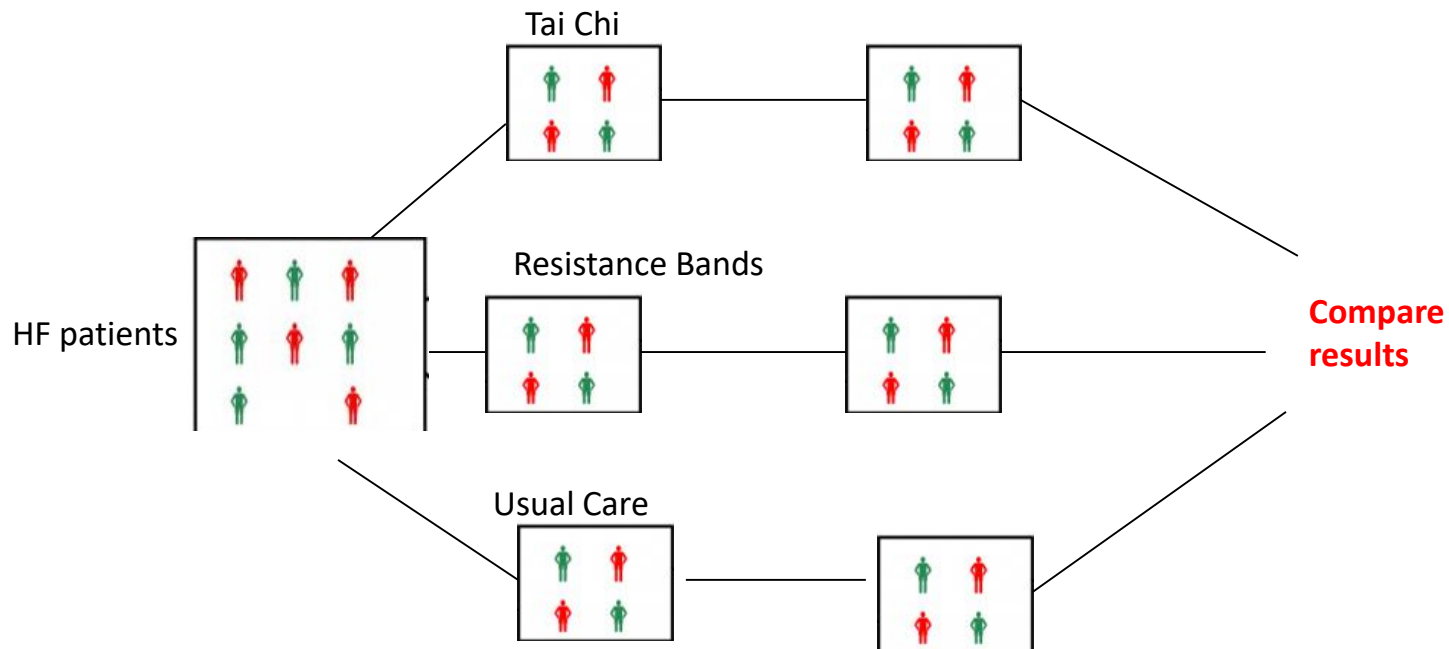 Tai Chi
Resistance Bands
HF patients
Compare
results
Usual Care